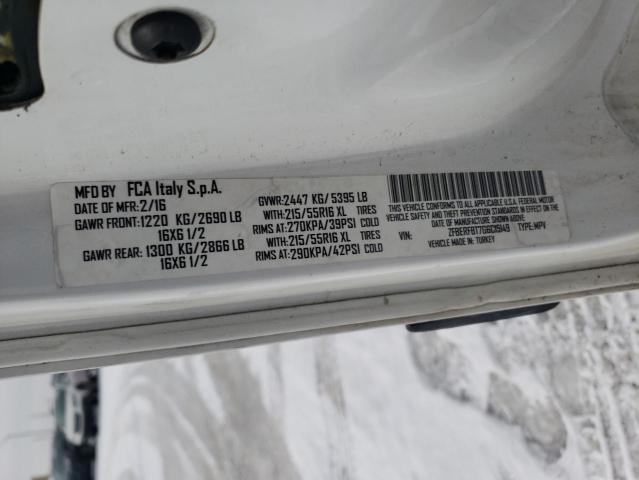 MFD BY FCA Italy S.p.A.
DATE OF MFR: 2/16
GAWR FRONT: 1220 KG/2690 LB
16X6 1/2
GAWR REAR: 1300 KG/2866 LB
16X6 1/2
GVWR: 2447 KG/5395 LB
WITH: 215/55R16 XL TIRES
RIMS AT: 270KPA/39PSI COLD
WITH: 215/55R16 XL TIRES
RIMS AT: 290KPA/42PSI COLD
THIS VEHICLE CONFORMS TO ALL APPLICABLE U.S. FEDERAL MOTOR
VEHICLE SAFETY, BUMPER, AND THEFT PREVENTION STANDARDS IN
EFFECT ON THE DATE OF MANUFACTURE SHOWN ABOVE.
VIN: TYPE: MPV
VEHICLE MADE IN: TURKEY